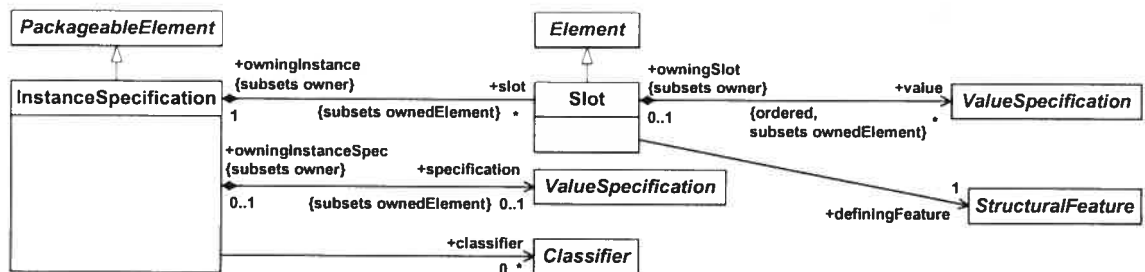 PackageableElement
Element
InstanceSpecification
+owningInstance
{subsets owner}
1
+slot
{subsets ownedElement}
*
Slot
+owningSlot
{subsets owner}
0..1
+value
{ordered,
subsets ownedElement}
*
ValueSpecification
+owningInstanceSpec
{subsets owner}
0..1
+specification
{subsets ownedElement}
0..1
ValueSpecification
1
+definingFeature
StructuralFeature
+classifier
0..*
Classifier